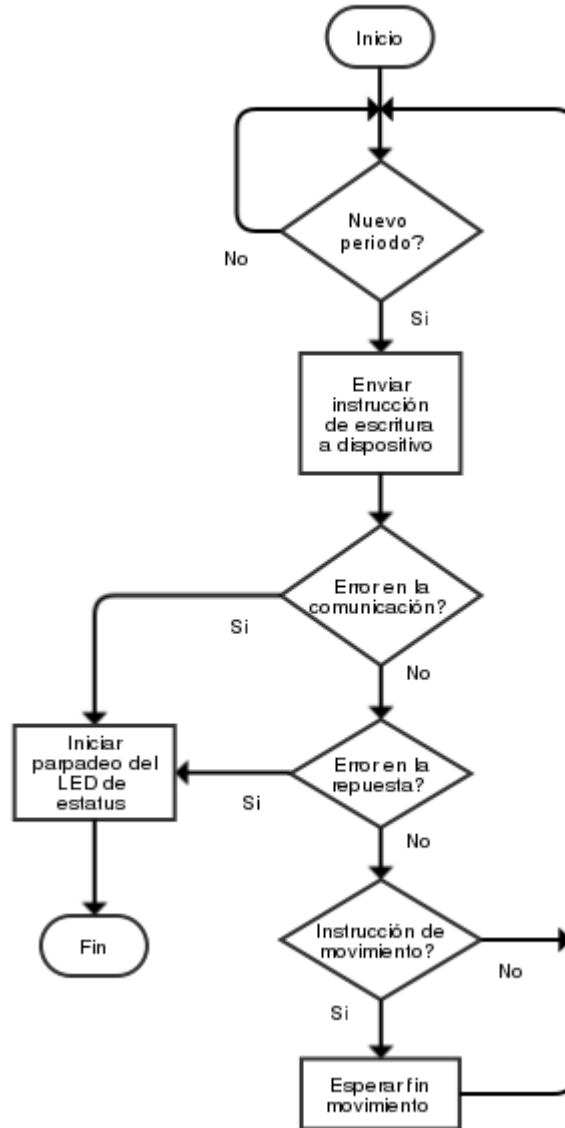 Inicio
Nuevo
periodo?
No
Si
Enviar
instrucción
de escritura
a dispositivo
Error en la
comunicación?
Si
No
Iniciar
parpadeo del
LED de
estatus
Error en la
repuesta?
Si
No
Fin
Instrucción de
movimiento?
No
Si
Esperar fin
movimiento